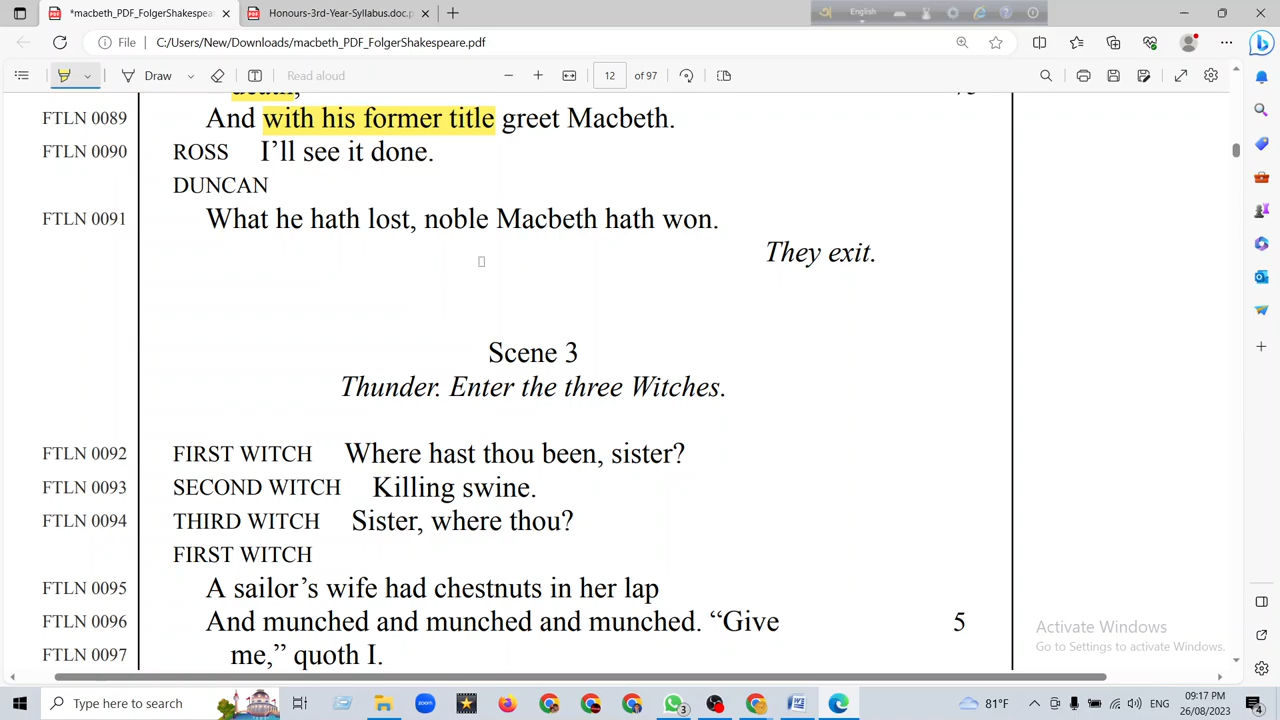 *macbeth_PDF_FolgerShakespeare
Honours-3rd-Year-Syllabus.doc.p
English
File C:/Users/New/Downloads/macbeth_PDF_FolgerShakespeare.pdf
Draw
Read aloud
12 of 97
death,
FTLN 0089 And with his former title greet Macbeth.
FTLN 0090 ROSS I’ll see it done.
DUNCAN
FTLN 0091 What he hath lost, noble Macbeth hath won.
They exit.
Scene 3
Thunder. Enter the three Witches.
FTLN 0092 FIRST WITCH Where hast thou been, sister?
FTLN 0093 SECOND WITCH Killing swine.
FTLN 0094 THIRD WITCH Sister, where thou?
FIRST WITCH
FTLN 0095 A sailor’s wife had chestnuts in her lap
FTLN 0096 And munched and munched and munched. “Give 5
FTLN 0097 me,” quoth I.
Activate Windows
Go to Settings to activate Windows.
Type here to search
zoom
3
81°F
ENG
09:17 PM
26/08/2023
4